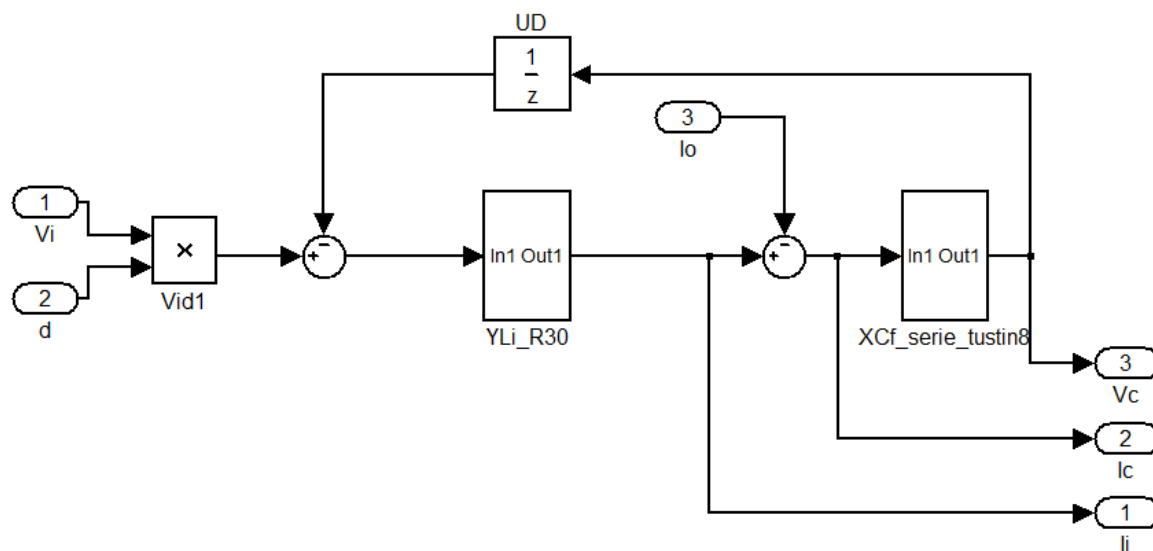 UD
1
z
3
Io
1
Vi
×
In1 Out1
In1 Out1
2
d
Vid1
YLi_R30
XCf_serie_tustin8
3
Vc
2
Ic
1
Ii